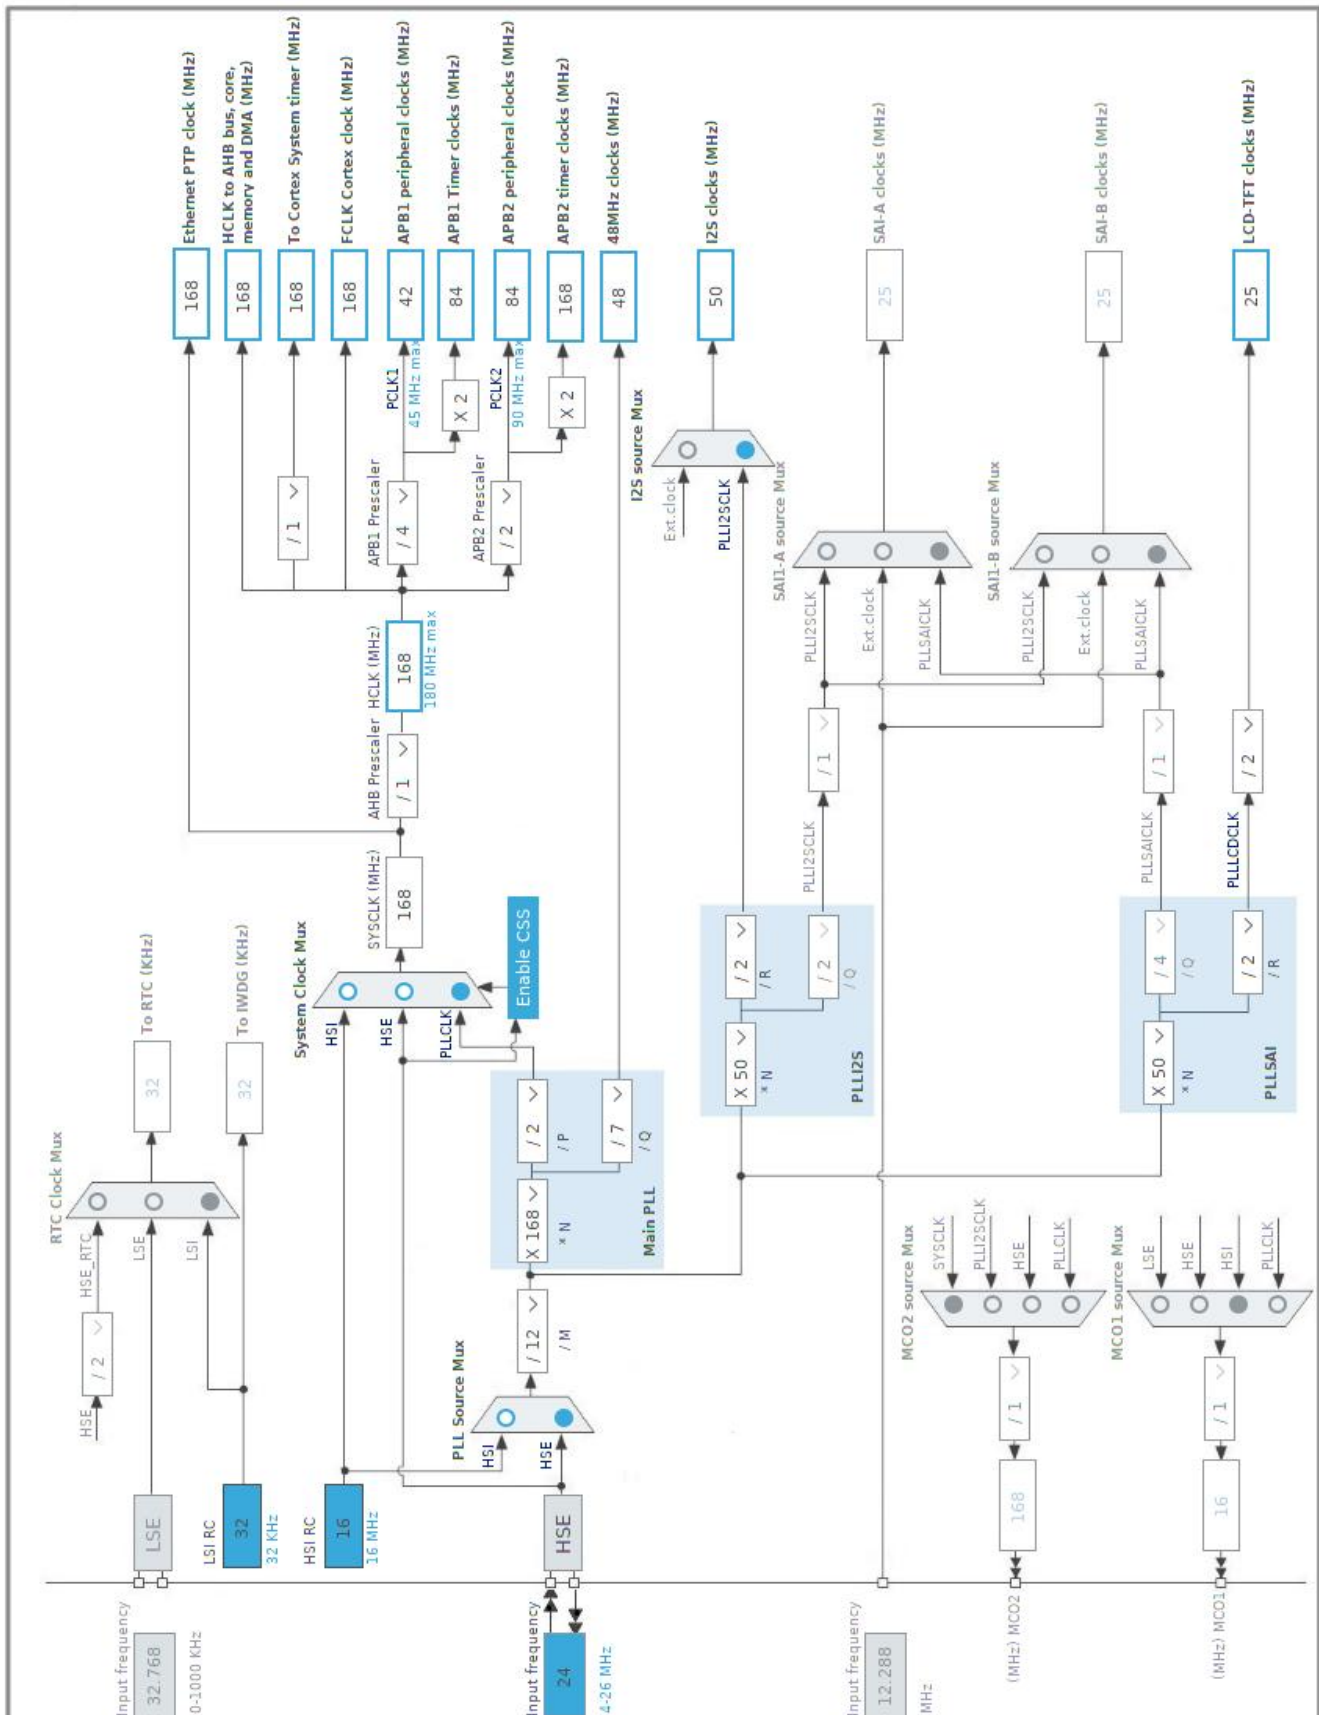 Input frequency
32.768
0-1000 KHz
LSE
HSE
/ 2
HSE_RTC
LSE
LSI
RTC Clock Mux
32
To RTC (KHz)
LSI RC
32
32 KHz
32
To IWDG (KHz)
HSI RC
16
16 MHz
Input frequency
24
4-26 MHz
HSE
PLL Source Mux
HSI
HSE
/ 12
/ M
X 168
* N
/ 2
/ P
/ 7
/ Q
Main PLL
System Clock Mux
HSI
HSE
PLLCLK
Enable CSS
SYSCLK (MHz)
168
AHB Prescaler
/ 1
HCLK (MHz)
168
180 MHz max
/ 1
APB1 Prescaler
/ 4
PCLK1
45 MHz max
X 2
APB2 Prescaler
/ 2
PCLK2
90 MHz max
X 2
168
Ethernet PTP clock (MHz)
168
HCLK to AHB bus, core,
memory and DMA (MHz)
168
To Cortex System timer (MHz)
168
FCLK Cortex clock (MHz)
42
APB1 peripheral clocks (MHz)
84
APB1 Timer clocks (MHz)
84
APB2 peripheral clocks (MHz)
168
APB2 timer clocks (MHz)
48
48MHz clocks (MHz)
X 50
* N
/ 2
/ R
/ 2
/ Q
PLLI2S
I2S source Mux
Ext.clock
PLLI2SCLK
50
I2S clocks (MHz)
PLLI2SCLK
/ 1
SAI1-A source Mux
PLLI2SCLK
Ext.clock
PLLSAICLK
25
SAI-A clocks (MHz)
SAI1-B source Mux
PLLI2SCLK
Ext.clock
PLLSAICLK
25
SAI-B clocks (MHz)
X 50
* N
/ 4
/ Q
/ 2
/ R
PLLSAI
PLLSAICLK
/ 1
PLLLCDCLK
/ 2
25
LCD-TFT clocks (MHz)
Input frequency
12.288
MHz
MCO2 source Mux
SYSCLK
PLLI2SCLK
HSE
PLLCLK
/ 1
168
(MHz) MCO2
MCO1 source Mux
LSE
HSE
HSI
PLLCLK
/ 1
16
(MHz) MCO1